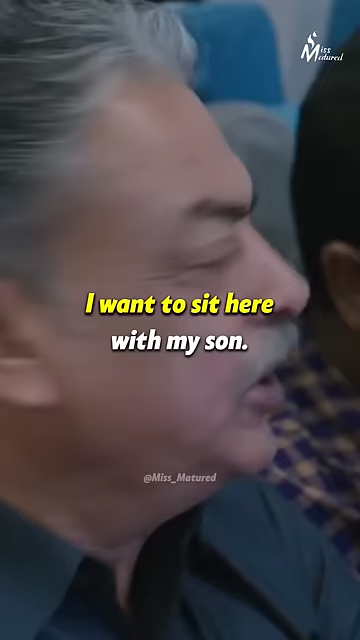 Miss
Matured
I want to sit here
with my son.
@Miss_Matured